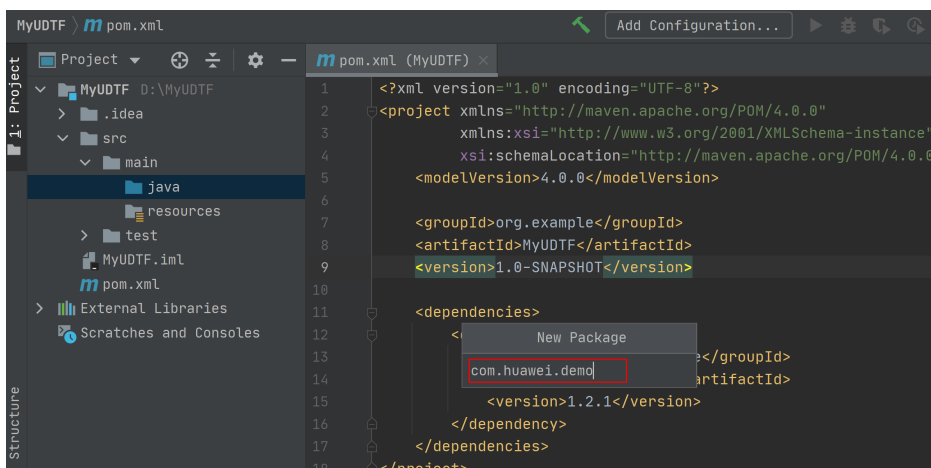 MyUDTF pom.xml Add Configuration...
1: Project
Structure
Project
MyUDTF D:\MyUDTF
.idea
src
main
java
resources
test
MyUDTF.iml
pom.xml
External Libraries
Scratches and Consoles
pom.xml (MyUDTF)
1 <?xml version="1.0" encoding="UTF-8"?>
2 <project xmlns="http://maven.apache.org/POM/4.0.0"
3 xmlns:xsi="http://www.w3.org/2001/XMLSchema-instance"
4 xsi:schemaLocation="http://maven.apache.org/POM/4.0.0
5 <modelVersion>4.0.0</modelVersion>
6
7 <groupId>org.example</groupId>
8 <artifactId>MyUDTF</artifactId>
9 <version>1.0-SNAPSHOT</version>
10
11 <dependencies>
12 <
13 </groupId>
14 artifactId>
15 <version>1.2.1</version>
16 </dependency>
17 </dependencies>
18 </project>
New Package
com.huawei.demo